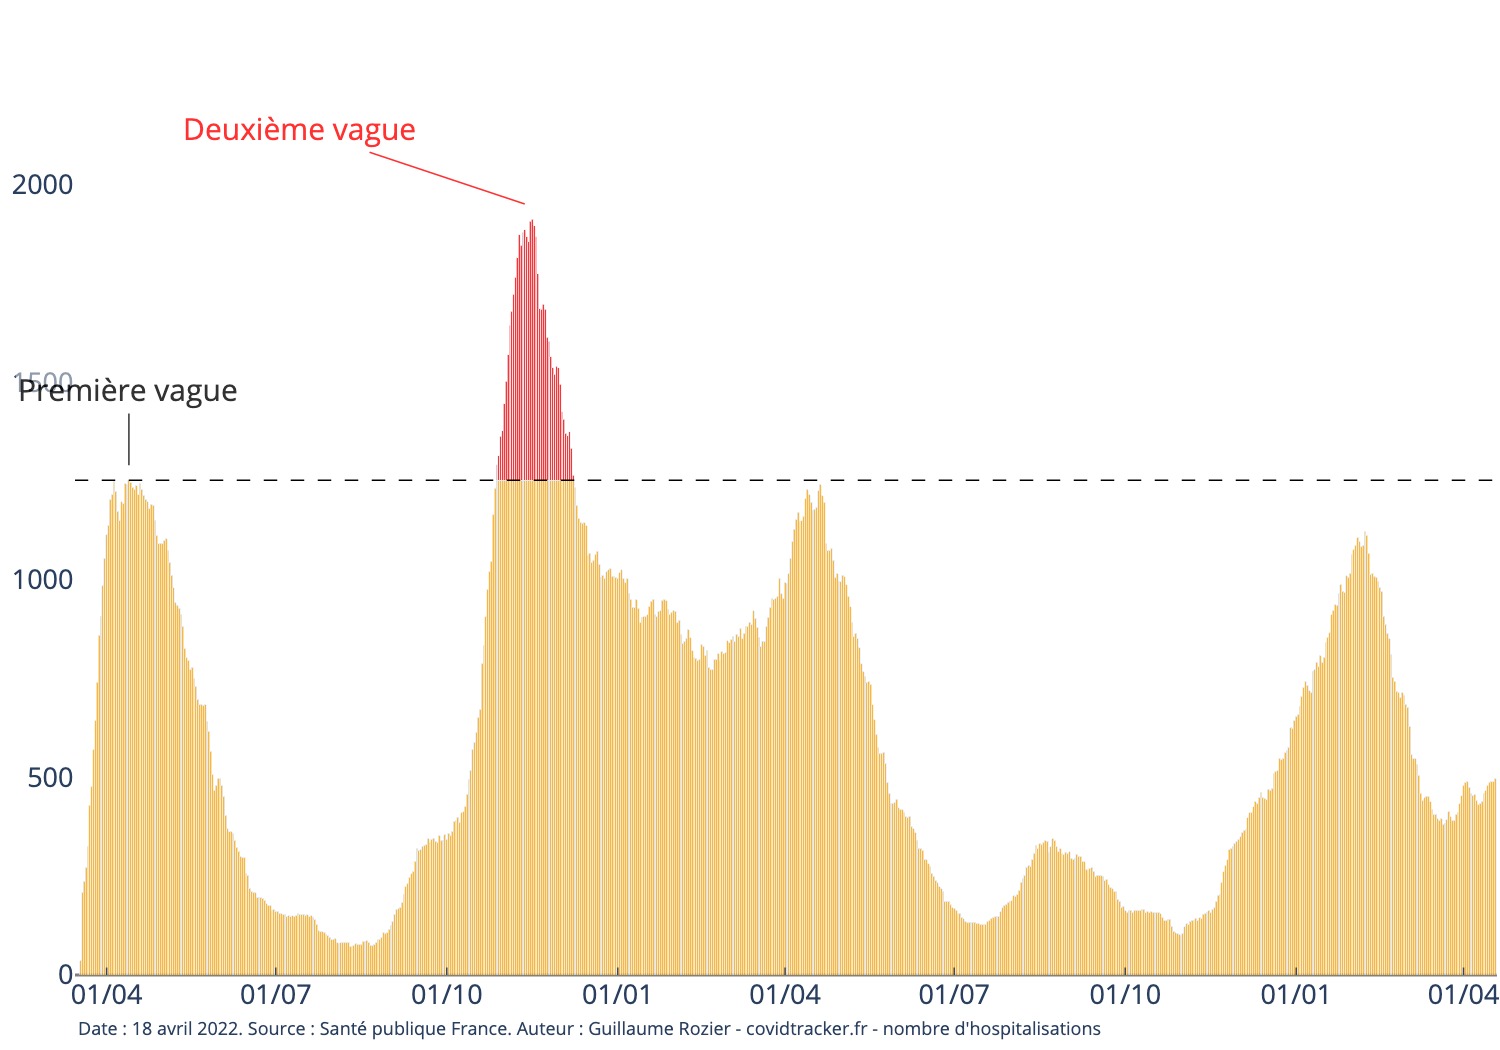 Deuxième vague
2000
1500
Première vague
1000
500
0
01/04 01/07 01/10 01/01 01/04 01/07 01/10 01/01 01/04
Date : 18 avril 2022. Source : Santé publique France. Auteur : Guillaume Rozier - covidtracker.fr - nombre d'hospitalisations